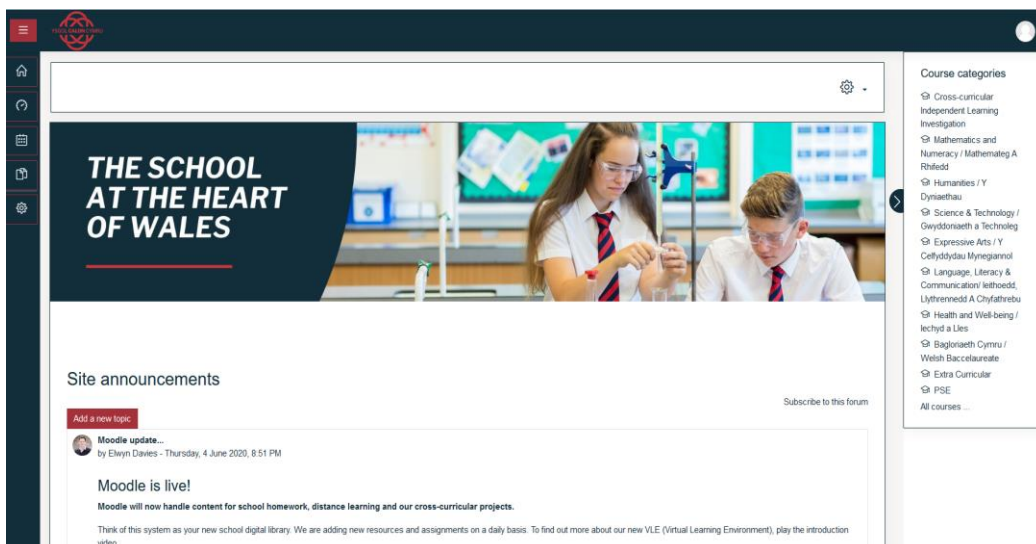 YSGOL CALON CYMRU
THE SCHOOL
AT THE HEART
OF WALES
Site announcements
Subscribe to this forum
Add a new topic
Moodle update...
by Elwyn Davies - Thursday, 4 June 2020, 8:51 PM
Moodle is live!
Moodle will now handle content for school homework, distance learning and our cross-curricular projects.
Think of this system as your new school digital library. We are adding new resources and assignments on a daily basis. To find out more about our new VLE (Virtual Learning Environment), play the introduction
video.
Course categories
Cross-curricular
Independent Learning
Investigation
Mathematics and
Numeracy / Mathemateg A
Rhifedd
Humanities / Y
Dyniaethau
Science & Technology /
Gwyddoniaeth a Technoleg
Expressive Arts / Y
Celfyddydau Mynegiannol
Language, Literacy &
Communication/ Ieithoedd,
Llythrennedd A Chyfathrebu
Health and Well-being /
Iechyd a Lles
Baglonaeth Cymru /
Welsh Baccelaureate
Extra Curricular
PSE
All courses ...